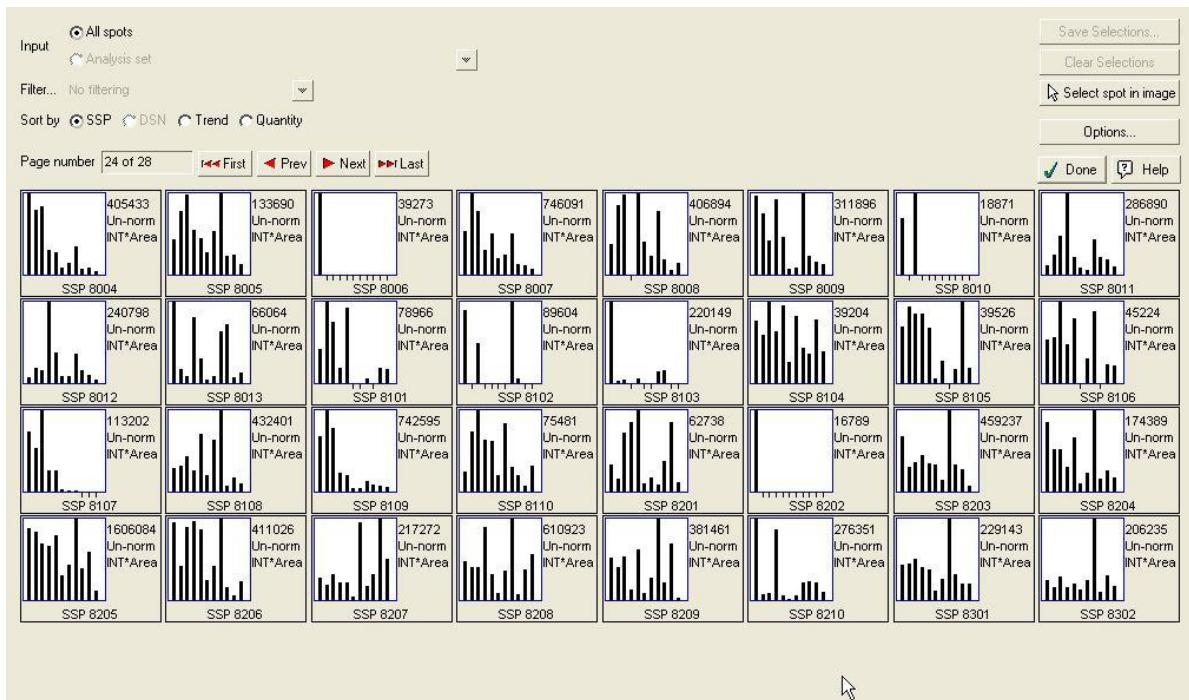 Input All spots
Analysis set
Filter... No filtering
Sort by SSP DSN Trend Quantity
Page number 24 of 28 First Prev Next Last
Save Selections...
Clear Selections
Select spot in image
Options...
Done Help
405433 133690 39273 746091 406894 311896 18871 286890
Un-norm Un-norm Un-norm Un-norm Un-norm Un-norm Un-norm Un-norm
INT*Area INT*Area INT*Area INT*Area INT*Area INT*Area INT*Area INT*Area
SSP 8004 SSP 8005 SSP 8006 SSP 8007 SSP 8008 SSP 8009 SSP 8010 SSP 8011
240798 66064 78966 89604 220149 39204 39526 45224
Un-norm Un-norm Un-norm Un-norm Un-norm Un-norm Un-norm Un-norm
INT*Area INT*Area INT*Area INT*Area INT*Area INT*Area INT*Area INT*Area
SSP 8012 SSP 8013 SSP 8101 SSP 8102 SSP 8103 SSP 8104 SSP 8105 SSP 8106
113202 432401 742595 75481 62738 16789 459237 174389
Un-norm Un-norm Un-norm Un-norm Un-norm Un-norm Un-norm Un-norm
INT*Area INT*Area INT*Area INT*Area INT*Area INT*Area INT*Area INT*Area
SSP 8107 SSP 8108 SSP 8109 SSP 8110 SSP 8201 SSP 8202 SSP 8203 SSP 8204
1606084 411026 217272 610923 381461 276351 229143 206235
Un-norm Un-norm Un-norm Un-norm Un-norm Un-norm Un-norm Un-norm
INT*Area INT*Area INT*Area INT*Area INT*Area INT*Area INT*Area INT*Area
SSP 8205 SSP 8206 SSP 8207 SSP 8208 SSP 8209 SSP 8210 SSP 8301 SSP 8302